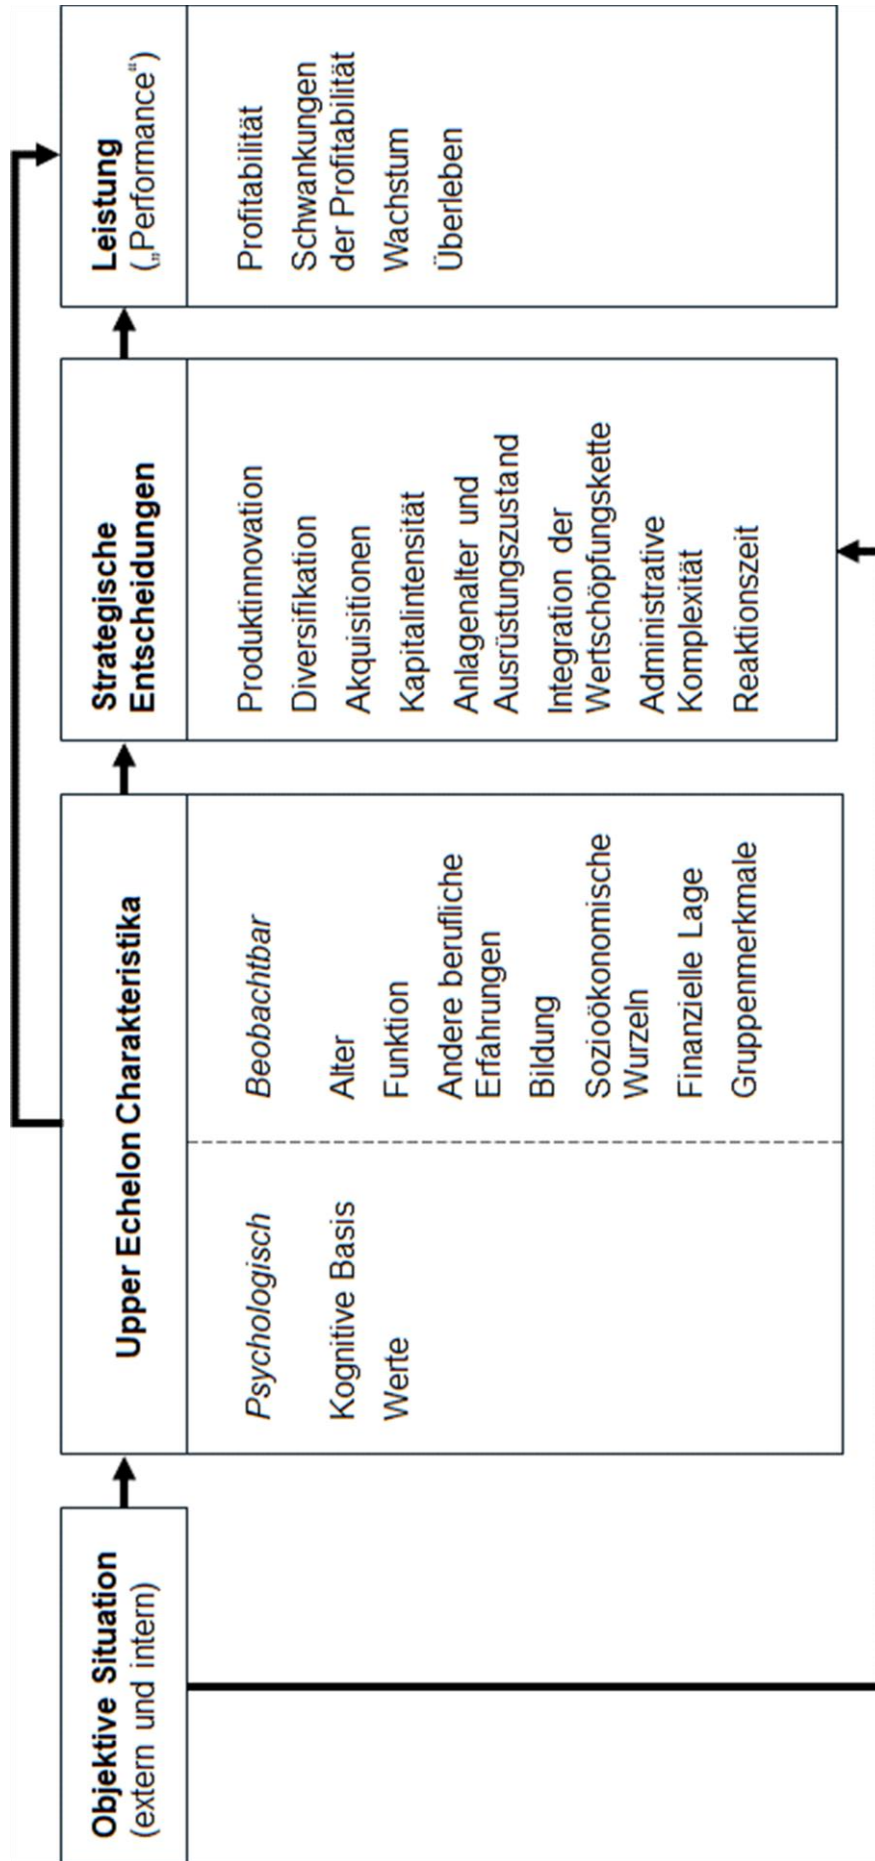 Objektive Situation
(extern und intern)
Upper Echelon Charakteristika
Psychologisch
Kognitive Basis
Werte
Beobachtbar
Alter
Funktion
Andere berufliche
Erfahrungen
Bildung
Sozioökonomische
Wurzeln
Finanzielle Lage
Gruppenmerkmale
Strategische
Entscheidungen
Produktinnovation
Diversifikation
Akquisitionen
Kapitalintensität
Anlagenalter und
Ausrüstungszustand
Integration der
Wertschöpfungskette
Administrative
Komplexität
Reaktionszeit
Leistung
(„Performance“)
Profitabilität
Schwankungen
der Profitabilität
Wachstum
Überleben